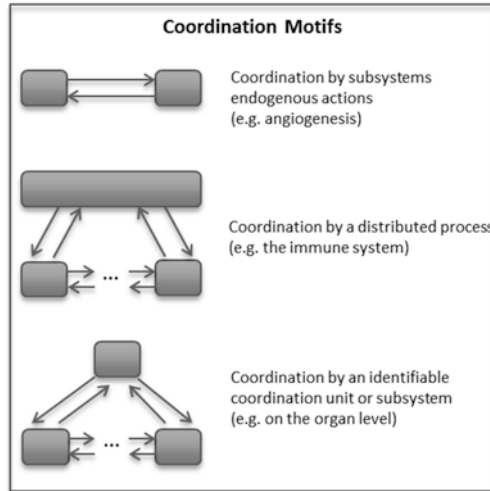 Coordination Motifs
Coordination by subsystems
endogenous actions
(e.g. angiogenesis)
...
Coordination by a distributed process
(e.g. the immune system)
...
Coordination by an identifiable
coordination unit or subsystem
(e.g. on the organ level)